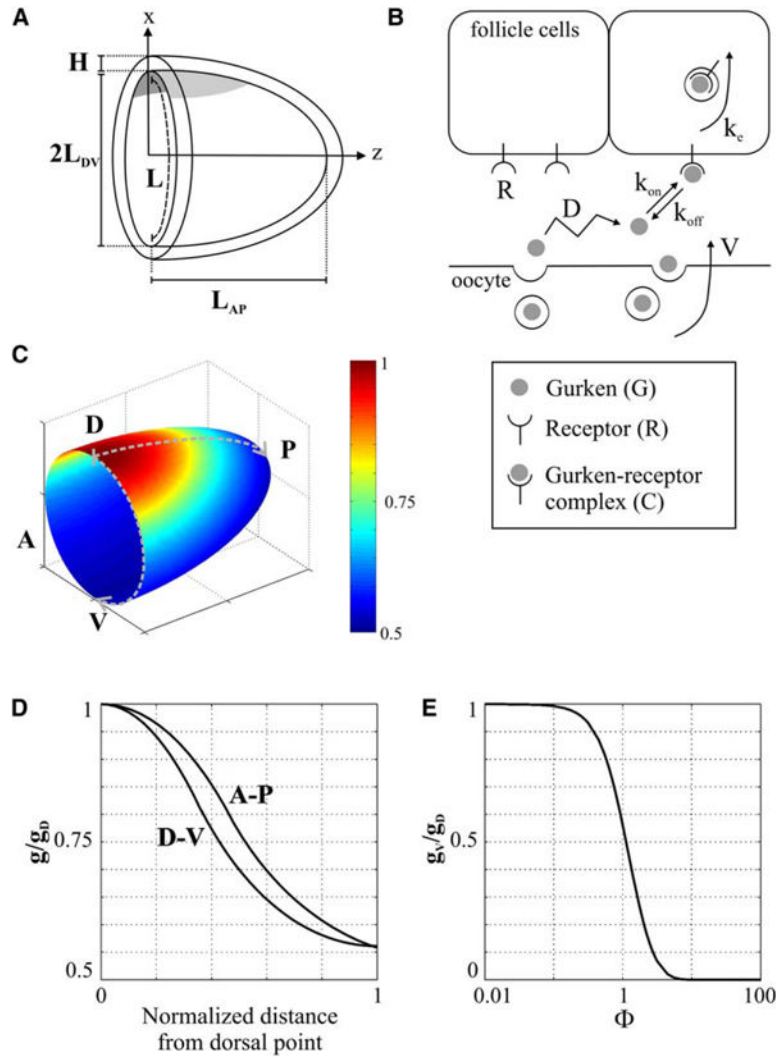 A
x
H
2L_DV
L
z
L_AP
B
follicle cells
k_e
R
k_on
k_off
D
V
oocyte
Gurken (G)
Receptor (R)
Gurken-receptor
complex (C)
C
D
P
A
V
1
0.75
0.5
D
1
0.75
0.5
g/g_D
A-P
D-V
0
1
Normalized distance
from dorsal point
E
1
0.5
0
g_V/g_D
0.01
1
100
Φ